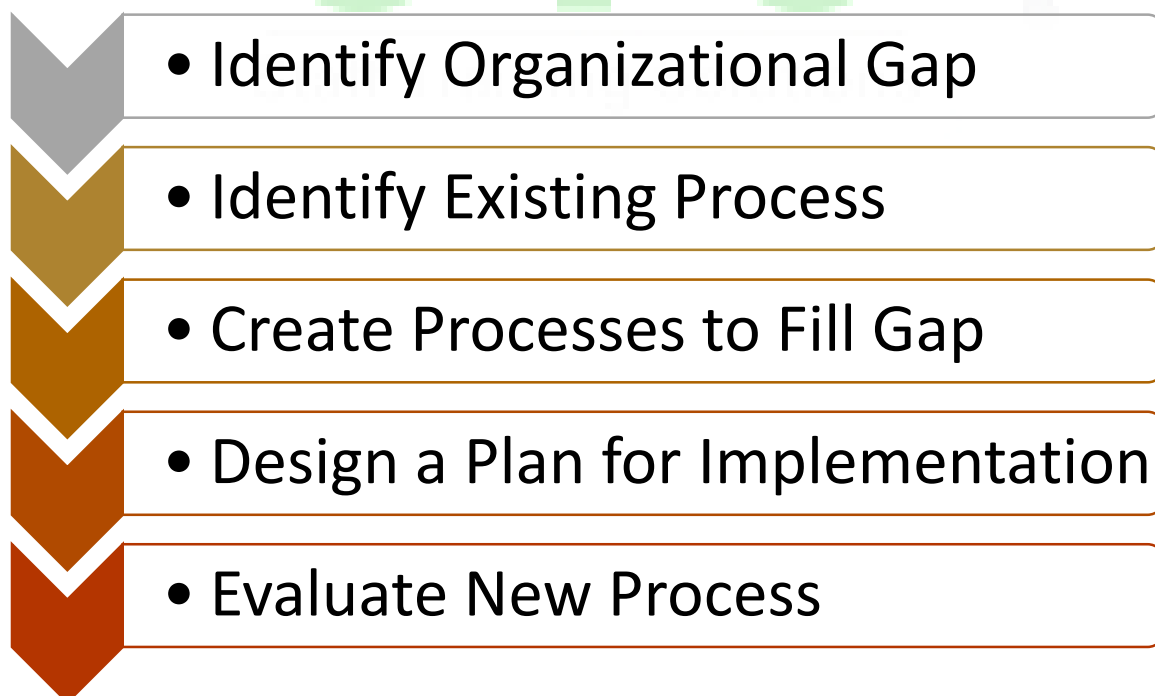 • Identify Organizational Gap
• Identify Existing Process
• Create Processes to Fill Gap
• Design a Plan for Implementation
• Evaluate New Process